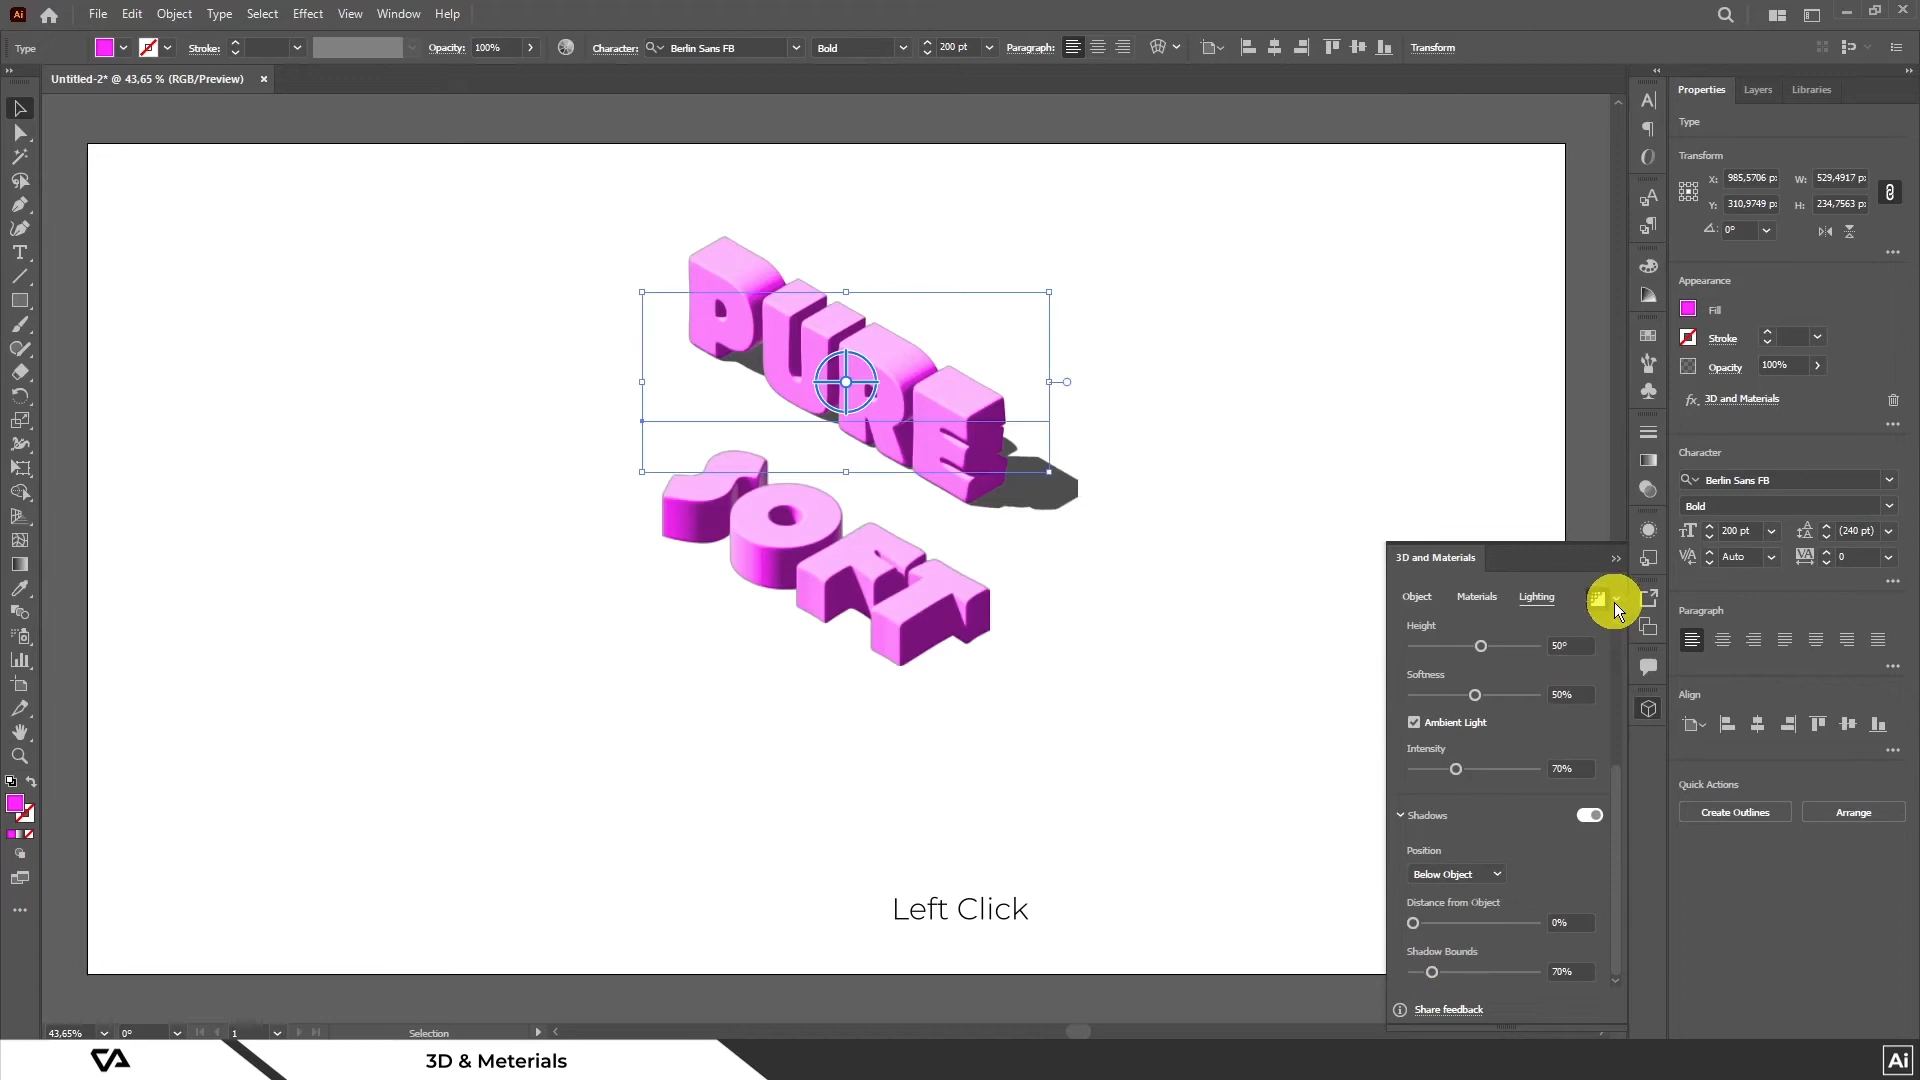 Ai
File Edit Object Type Select Effect View Window Help
Type Stroke: Opacity: 100% Character: Berlin Sans FB Bold 200 pt Paragraph: Transform
Untitled-2* @ 43,65 % (RGB/Preview) ×
Properties Layers Libraries
Type
Transform
X: 985,5706 px W: 529,4917 p
Y: 310,9749 p H: 234,7563 p
0°
Appearance
Fill
Stroke
Opacity 100%
fx 3D and Materials
Character
Berlin Sans FB
Bold
200 pt (240 pt)
Auto 0
Paragraph
Align
Quick Actions
Create Outlines Arrange
PURE
SOFT
3D and Materials
Object Materials Lighting
Height
50°
Softness
50%
Ambient Light
Intensity
70%
Shadows
Position
Below Object
Distance from Object
0%
Shadow Bounds
70%
Share feedback
Left Click
43,65% 0° 1 Selection
3D & Meterials
Ai